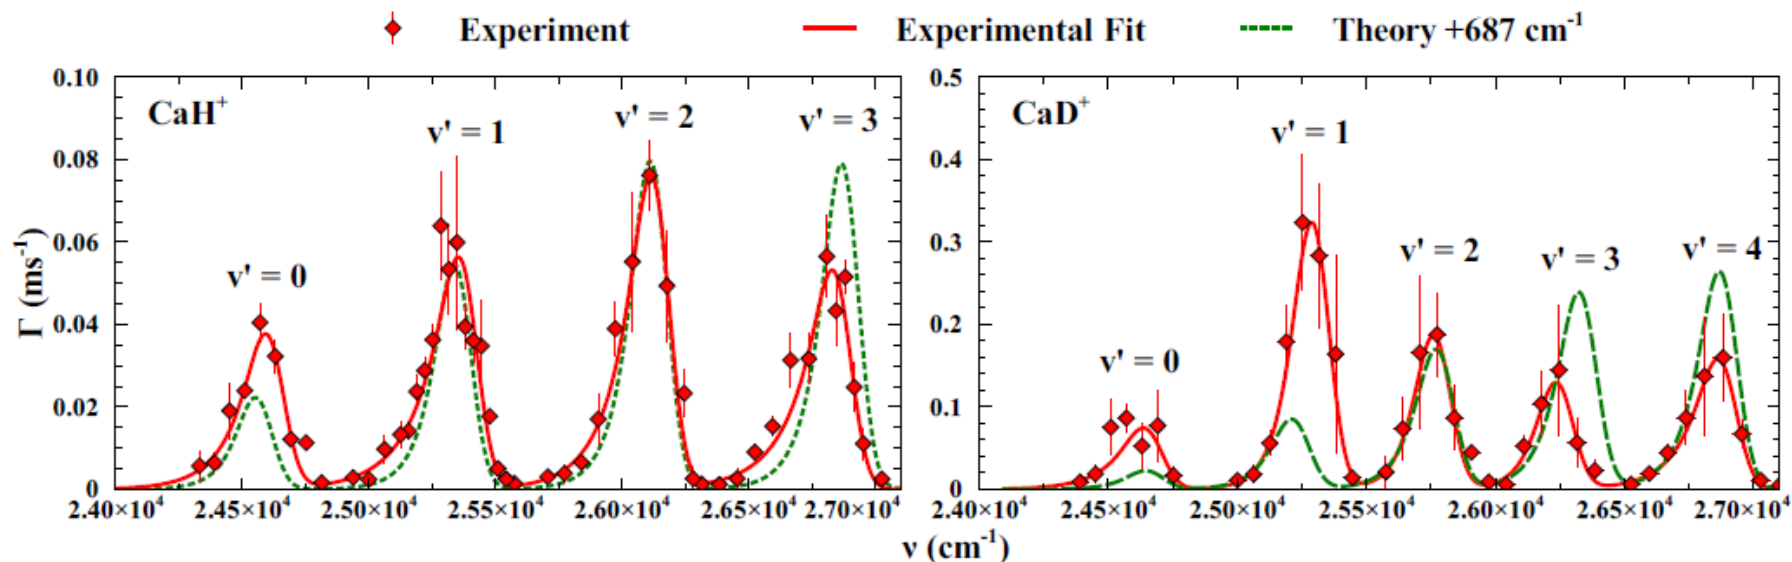 Experiment Experimental Fit Theory +687 cm⁻¹
CaH⁺
v' = 0
v' = 1
v' = 2
v' = 3
0.10
0.08
0.06
0.04
0.02
0
Γ (ms⁻¹)
2.40×10⁴ 2.45×10⁴ 2.50×10⁴ 2.55×10⁴ 2.60×10⁴ 2.65×10⁴ 2.70×10⁴
CaD⁺
v' = 0
v' = 1
v' = 2
v' = 3
v' = 4
0.5
0.4
0.3
0.2
0.1
0
2.40×10⁴ 2.45×10⁴ 2.50×10⁴ 2.55×10⁴ 2.60×10⁴ 2.65×10⁴ 2.70×10⁴
ν (cm⁻¹)